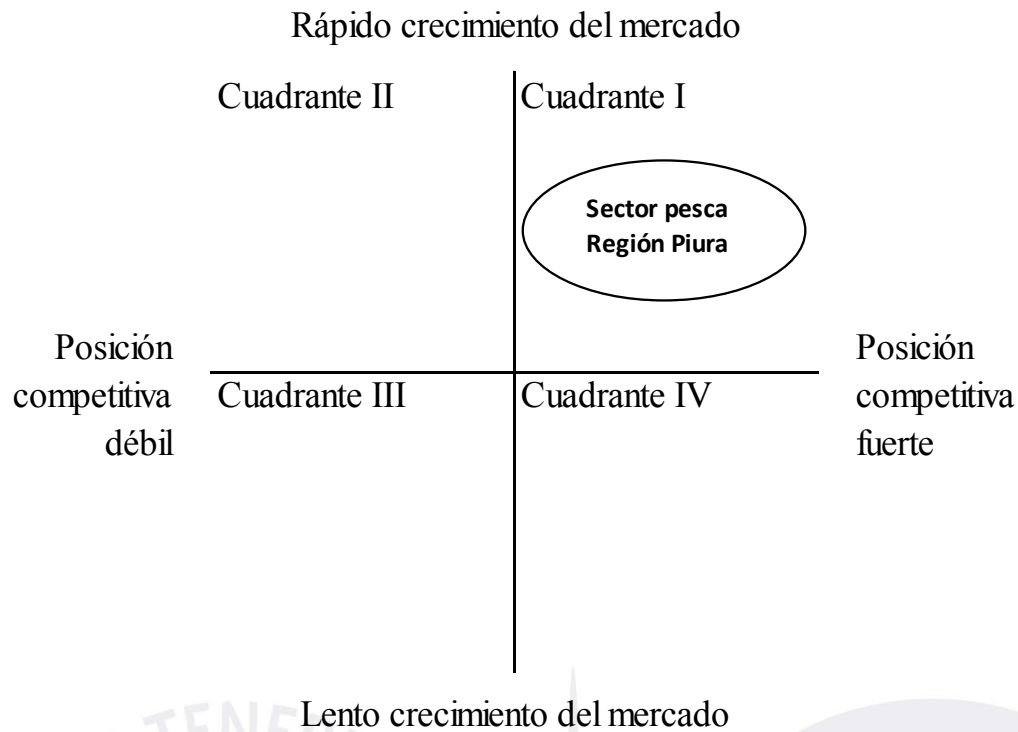 Rápido crecimiento del mercado
Cuadrante II
Cuadrante I
Sector pesca
Región Piura
Posición
competitiva
débil
Posición
competitiva
fuerte
Cuadrante III
Cuadrante IV
Lento crecimiento del mercado